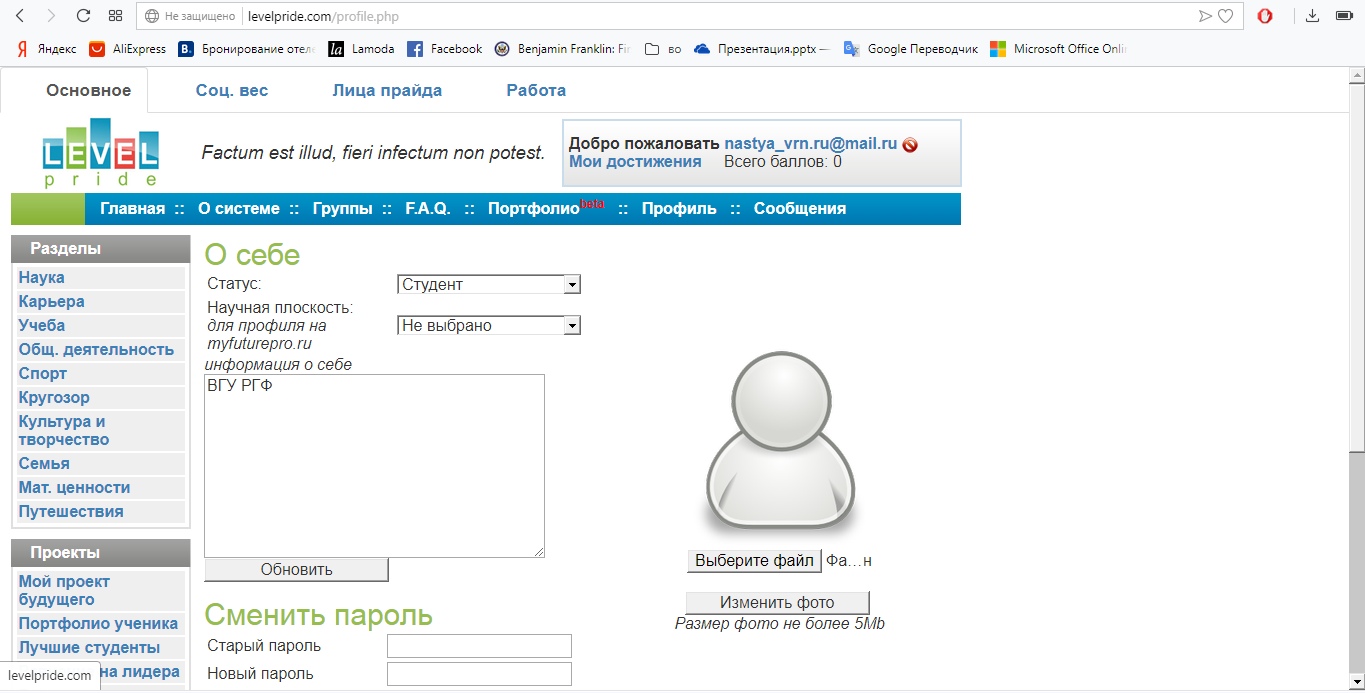 Не защищено levelpride.com/profile.php
Яндекс AliExpress Бронирование отеле Lamoda Facebook Benjamin Franklin: Fir во Презентация.pptx — Google Переводчик Microsoft Office Onli
Основное Соц. вес Лица прайда Работа
LEVEL
pride
Factum est illud, fieri infectum non potest.
Добро пожаловать nastya_vrn.ru@mail.ru
Мои достижения Всего баллов: 0
Главная :: О системе :: Группы :: F.A.Q. :: Портфолио beta :: Профиль :: Сообщения
Разделы
Наука
Карьера
Учеба
Общ. деятельность
Спорт
Кругозор
Культура и
творчество
Семья
Мат. ценности
Путешествия
Проекты
Мой проект
будущего
Портфолио ученика
Лучшие студенты
на лидера
О себе
Статус: Студент
Научная плоскость:
для профиля на
myfuturepro.ru
Не выбрано
информация о себе
ВГУ РГФ
Обновить
Выберите файл Фа...н
Изменить фото
Размер фото не более 5Mb
Сменить пароль
Старый пароль
Новый пароль
levelpride.com